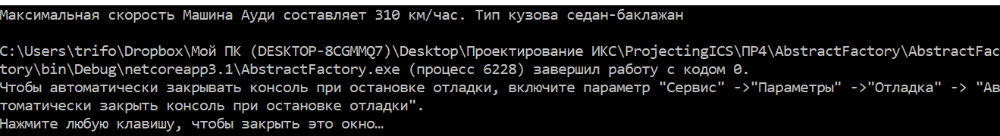 Максимальная скорость Машина Ауди составляет 310 км/час. Тип кузова седан-баклажан
C:\Users\trifo\Dropbox\Мой ПК (DESKTOP-8CGMMQ7)\Desktop\Проектирование ИКС\ProjectingICS\ПР4\AbstractFactory\AbstractFac
tory\bin\Debug\netcoreapp3.1\AbstractFactory.exe (процесс 6228) завершил работу с кодом 0.
Чтобы автоматически закрывать консоль при остановке отладки, включите параметр "Сервис" ->"Параметры" ->"Отладка" -> "Ав
томатически закрыть консоль при остановке отладки".
Нажмите любую клавишу, чтобы закрыть это окно…